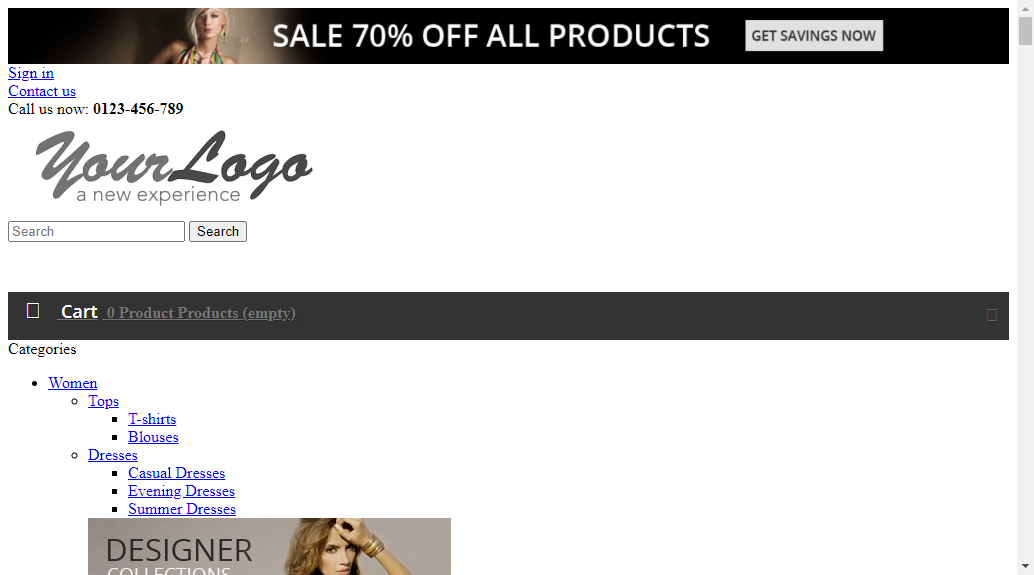 SALE 70% OFF ALL PRODUCTS GET SAVINGS NOW
Sign in
Contact us
Call us now: 0123-456-789
YourLogo
a new experience
Search Search
Cart 0 Product Products (empty)
Categories
Women
Tops
T-shirts
Blouses
Dresses
Casual Dresses
Evening Dresses
Summer Dresses
DESIGNER
COLLECTIONS